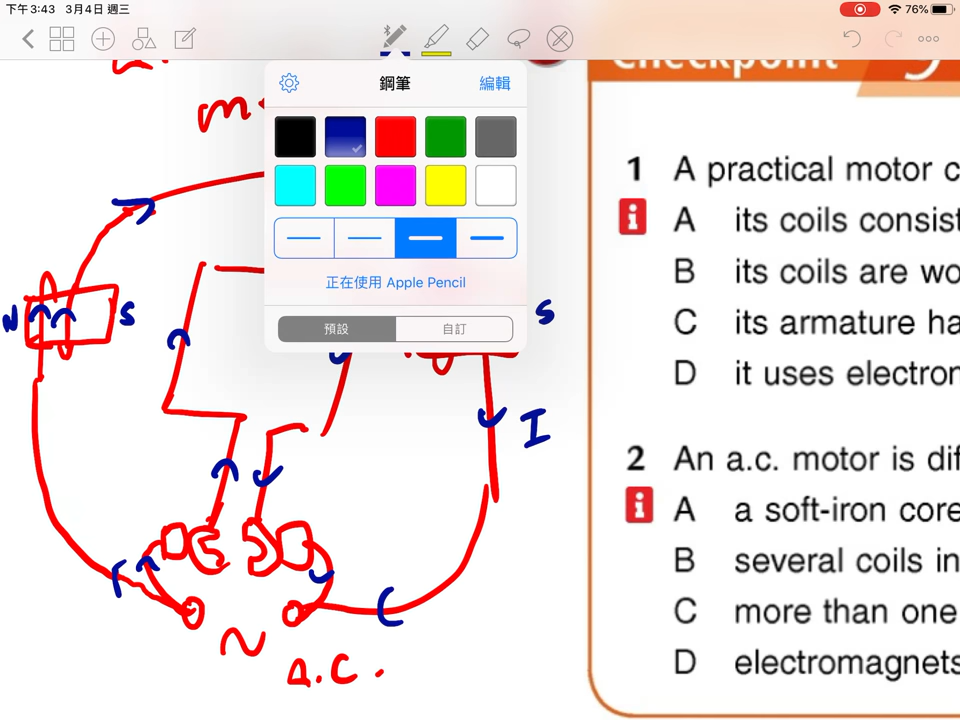 下午3:43 3月4日 週三
76%
鋼筆
編輯
正在使用 Apple Pencil
預設
自訂
m
N
S
S
I
A.C.
Checkpoint
1 A practical motor c
A its coils consist
B its coils are wo
C its armature ha
D it uses electron
2 An a.c. motor is dif
A a soft-iron core
B several coils in
C more than one
D electromagnets